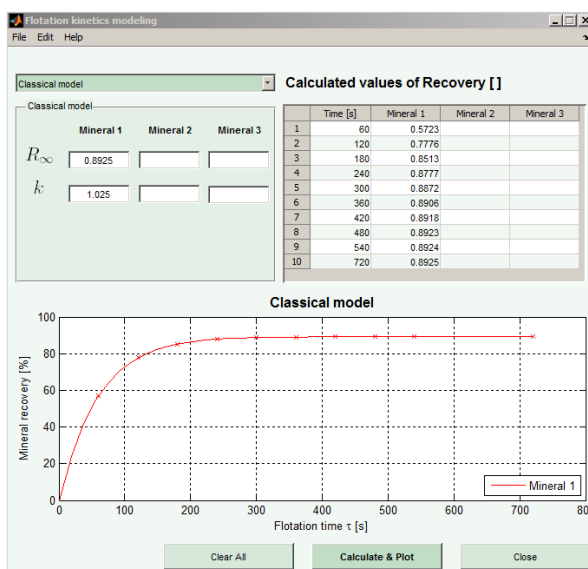 Flotation kinetics modeling
File Edit Help
Classical model
Classical model
Mineral 1 Mineral 2 Mineral 3
R∞ 0.8925
k 1.025
Calculated values of Recovery [ ]
Time [s] Mineral 1 Mineral 2 Mineral 3
1 60 0.5723
2 120 0.7776
3 180 0.8513
4 240 0.8777
5 300 0.8872
6 360 0.8906
7 420 0.8918
8 480 0.8923
9 540 0.8924
10 720 0.8925
Classical model
Mineral recovery [%]
100
80
60
40
20
0
0 100 200 300 400 500 600 700 800
Mineral 1
Flotation time τ [s]
Clear All Calculate & Plot Close